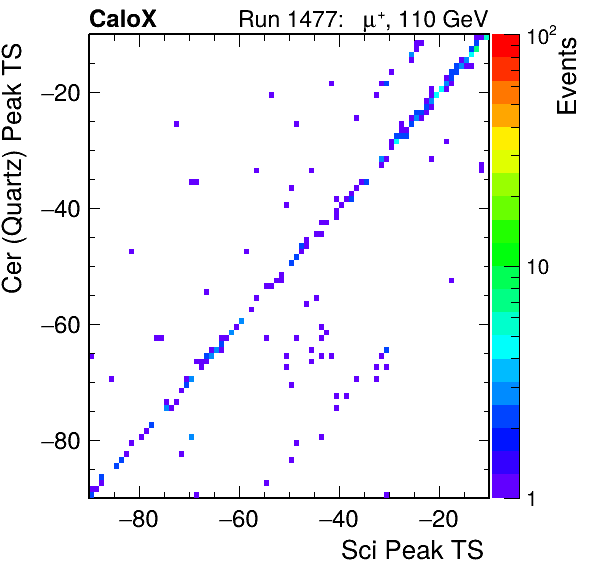 CaloX Run 1477: μ⁺, 110 GeV
Cer (Quartz) Peak TS
−20
−40
−60
−80
−80 −60 −40 −20
Sci Peak TS
10²
10
1
Events